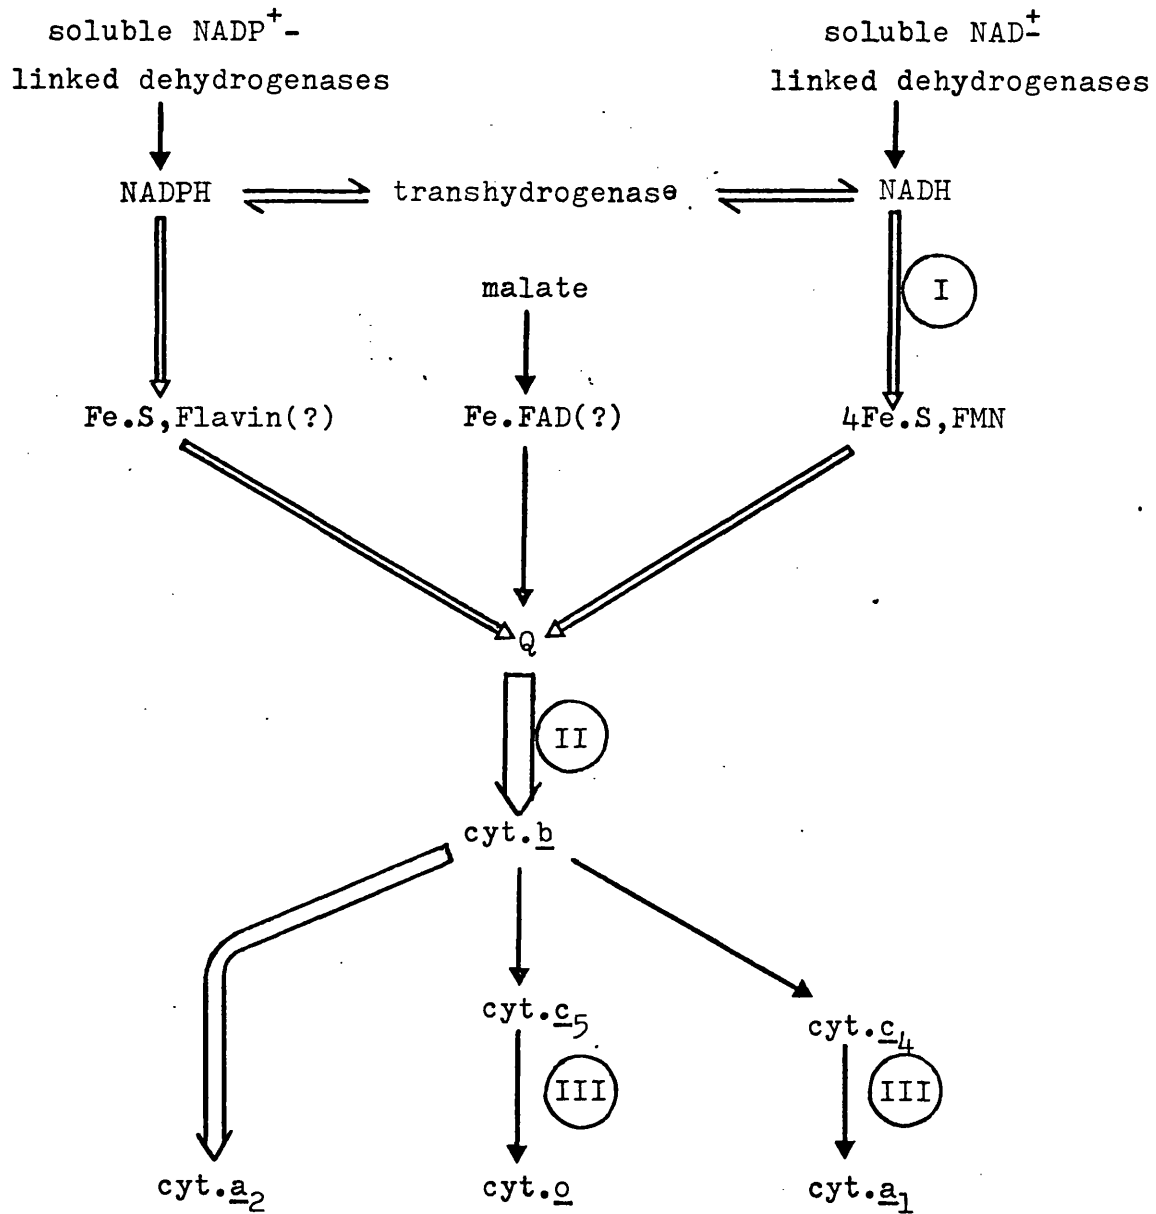 soluble NADP⁺-
linked dehydrogenases
soluble NAD⁺-
linked dehydrogenases
NADPH
transhydrogenase
NADH
I
malate
Fe.S,Flavin(?)
Fe.FAD(?)
4Fe.S,FMN
Q
II
cyt.b
cyt.c₅
cyt.c₄
III
III
cyt.a₂
cyt.o
cyt.a₁